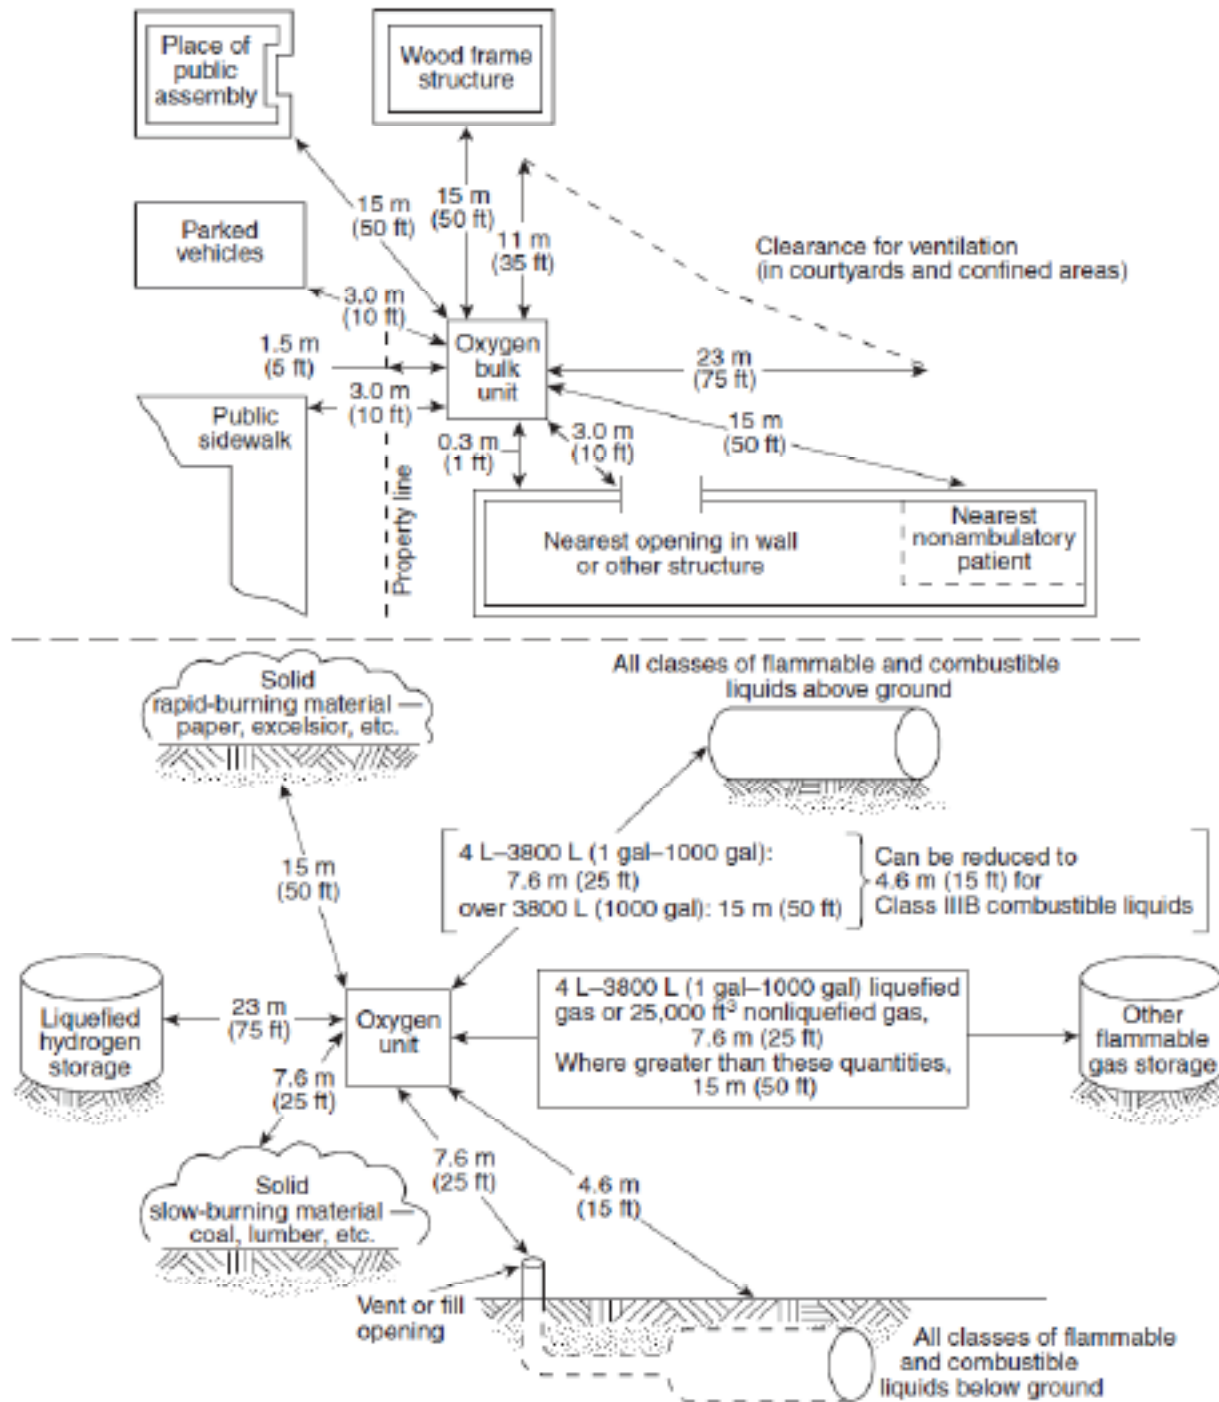 Place of
public
assembly
Wood frame
structure
15 m
(50 ft)
15 m
(50 ft)
11 m
(35 ft)
Clearance for ventilation
(in courtyards and confined areas)
Parked
vehicles
3.0 m
(10 ft)
1.5 m
(5 ft)
Oxygen
bulk
unit
23 m
(75 ft)
Public
sidewalk
3.0 m
(10 ft)
0.3 m
(1 ft)
3.0 m
(10 ft)
15 m
(50 ft)
Property line
Nearest opening in wall
or other structure
Nearest
nonambulatory
patient
Solid
rapid-burning material —
paper, excelsior, etc.
All classes of flammable and combustible
liquids above ground
15 m
(50 ft)
4 L–3800 L (1 gal–1000 gal):
7.6 m (25 ft)
over 3800 L (1000 gal): 15 m (50 ft)
Can be reduced to
4.6 m (15 ft) for
Class IIIB combustible liquids
Liquefied
hydrogen
storage
23 m
(75 ft)
Oxygen
unit
4 L–3800 L (1 gal–1000 gal) liquefied
gas or 25,000 ft³ nonliquefied gas,
7.6 m (25 ft)
Where greater than these quantities,
15 m (50 ft)
Other
flammable
gas storage
7.6 m
(25 ft)
Solid
slow-burning material —
coal, lumber, etc.
7.6 m
(25 ft)
4.6 m
(15 ft)
Vent or fill
opening
All classes of flammable
and combustible
liquids below ground